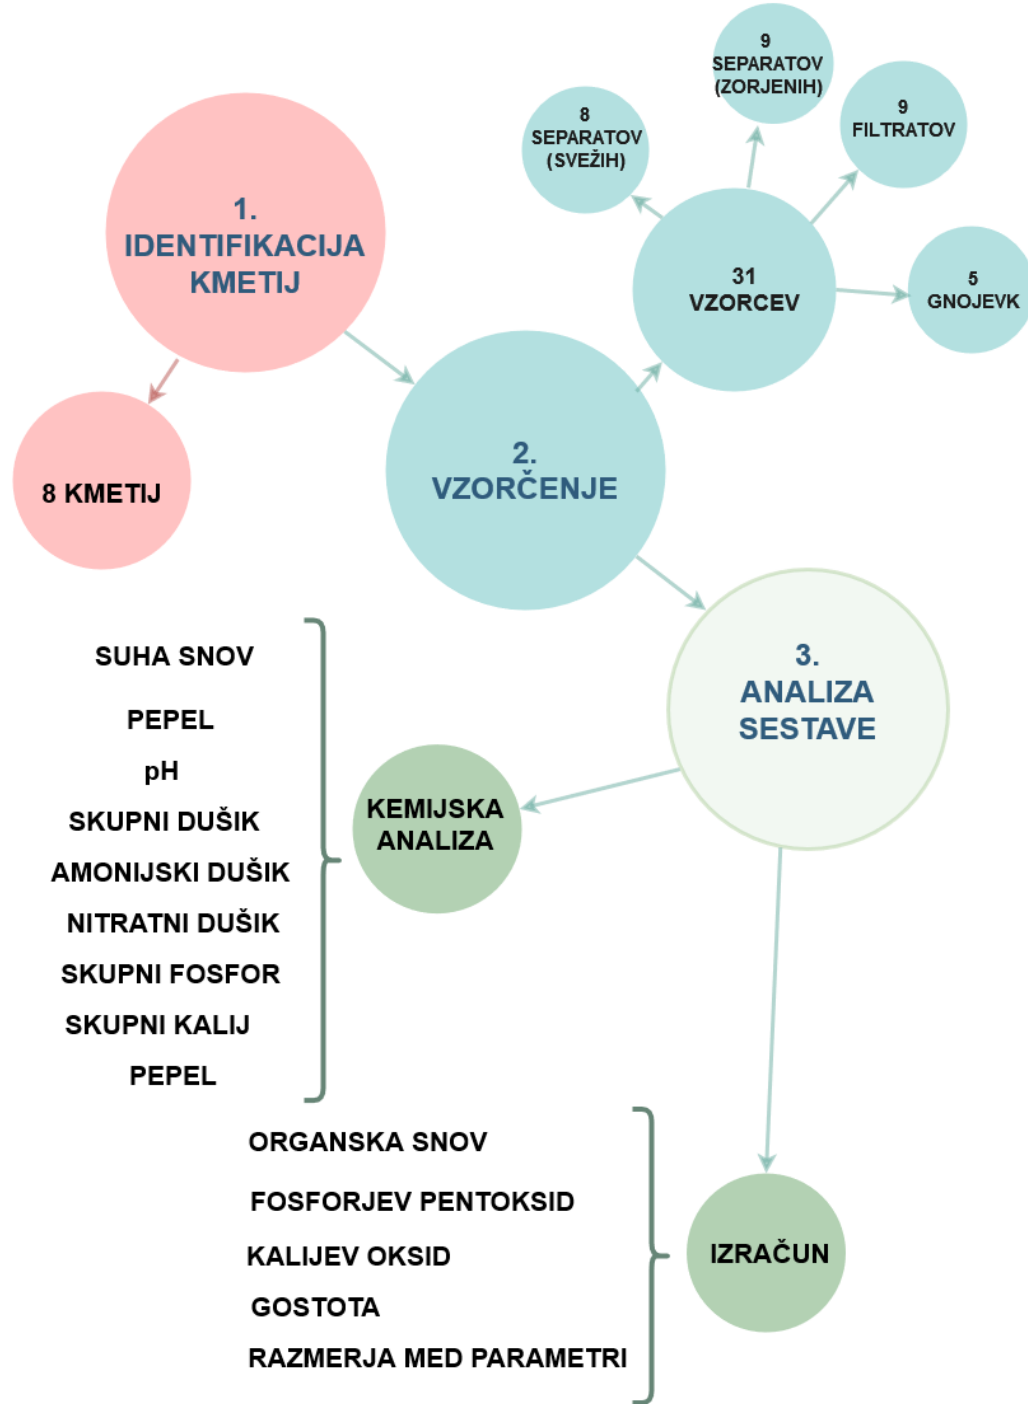 1.
IDENTIFIKACIJA
KMETIJ
8 KMETIJ
2.
VZORČENJE
31
VZORCEV
8
SEPARATOV
(SVEŽIH)
9
SEPARATOV
(ZORJENIH)
9
FILTRATOV
5
GNOJEVK
3.
ANALIZA
SESTAVE
KEMIJSKA
ANALIZA
SUHA SNOV
PEPEL
pH
SKUPNI DUŠIK
AMONIJSKI DUŠIK
NITRATNI DUŠIK
SKUPNI FOSFOR
SKUPNI KALIJ
PEPEL
IZRAČUN
ORGANSKA SNOV
FOSFORJEV PENTOKSID
KALIJEV OKSID
GOSTOTA
RAZMERJA MED PARAMETRI